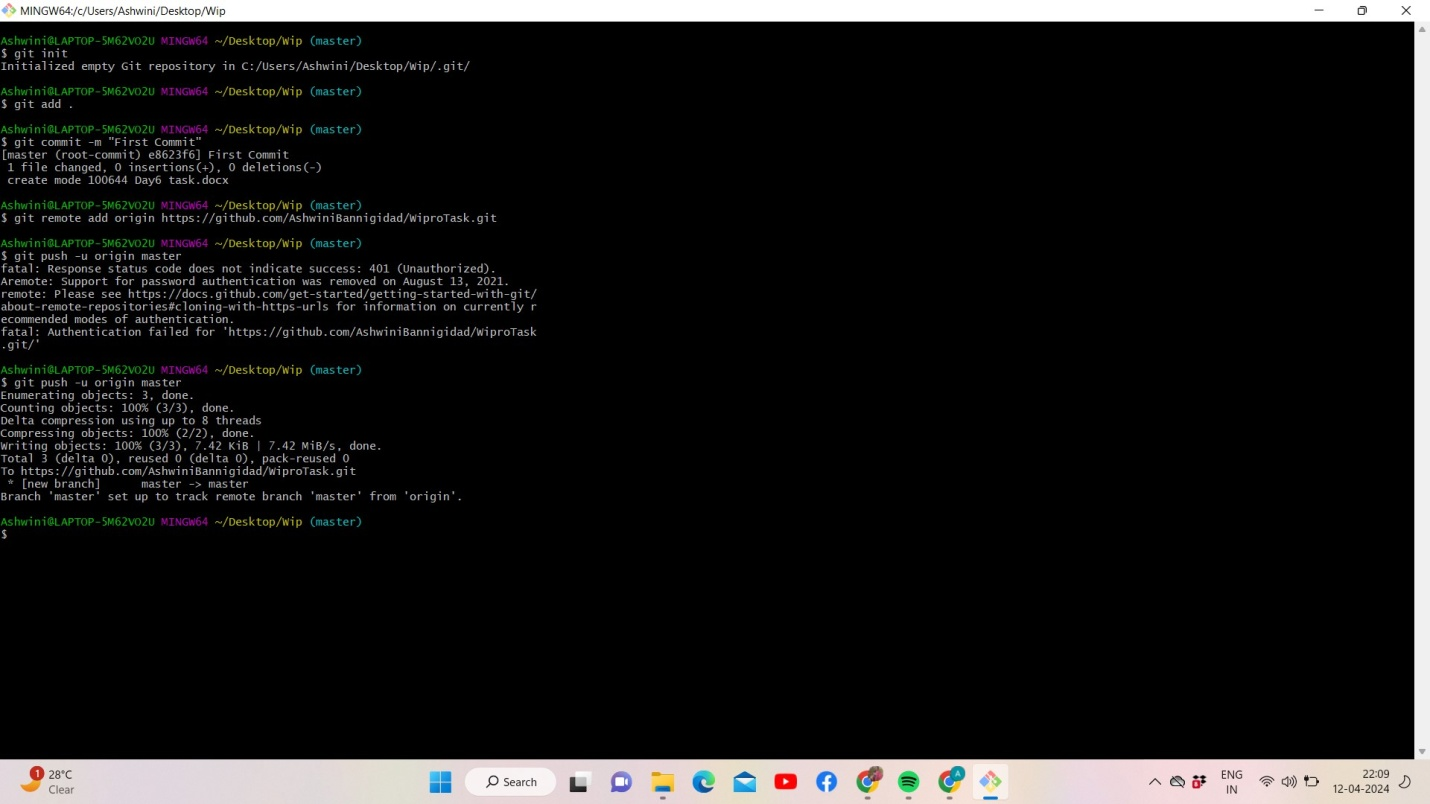 MINGW64:/c/Users/Ashwini/Desktop/Wip
Ashwini@LAPTOP-5M62VO2U MINGW64 ~/Desktop/Wip (master)
$ git init
Initialized empty Git repository in C:/Users/Ashwini/Desktop/Wip/.git/
Ashwini@LAPTOP-5M62VO2U MINGW64 ~/Desktop/Wip (master)
$ git add .
Ashwini@LAPTOP-5M62VO2U MINGW64 ~/Desktop/Wip (master)
$ git commit -m "First Commit"
[master (root-commit) e8623f6] First Commit
 1 file changed, 0 insertions(+), 0 deletions(-)
 create mode 100644 Day6 task.docx
Ashwini@LAPTOP-5M62VO2U MINGW64 ~/Desktop/Wip (master)
$ git remote add origin https://github.com/AshwiniBannigidad/WiproTask.git
Ashwini@LAPTOP-5M62VO2U MINGW64 ~/Desktop/Wip (master)
$ git push -u origin master
fatal: Response status code does not indicate success: 401 (Unauthorized).
Aremote: Support for password authentication was removed on August 13, 2021.
remote: Please see https://docs.github.com/get-started/getting-started-with-git/
about-remote-repositories#cloning-with-https-urls for information on currently r
ecommended modes of authentication.
fatal: Authentication failed for 'https://github.com/AshwiniBannigidad/WiproTask
.git/'
Ashwini@LAPTOP-5M62VO2U MINGW64 ~/Desktop/Wip (master)
$ git push -u origin master
Enumerating objects: 3, done.
Counting objects: 100% (3/3), done.
Delta compression using up to 8 threads
Compressing objects: 100% (2/2), done.
Writing objects: 100% (3/3), 7.42 KiB | 7.42 MiB/s, done.
Total 3 (delta 0), reused 0 (delta 0), pack-reused 0
To https://github.com/AshwiniBannigidad/WiproTask.git
 * [new branch]      master -> master
Branch 'master' set up to track remote branch 'master' from 'origin'.
Ashwini@LAPTOP-5M62VO2U MINGW64 ~/Desktop/Wip (master)
$
1
28°C
Clear
Search
A
ENG
IN
22:09
12-04-2024